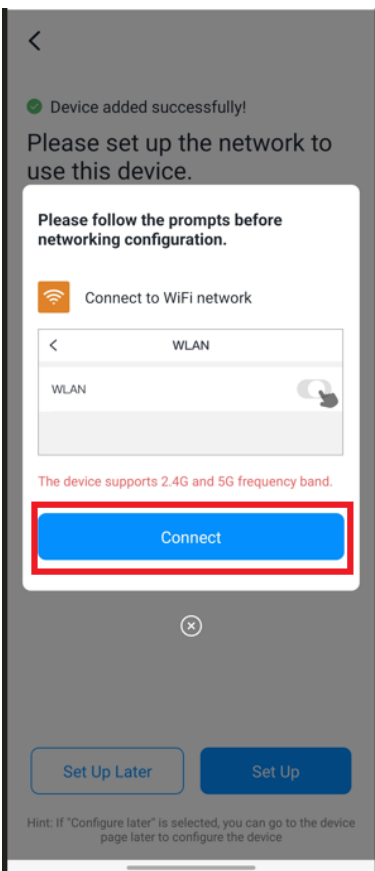 Device added successfully!
Please set up the network to
use this device.
Please follow the prompts before
networking configuration.
Connect to WiFi network
WLAN
WLAN
The device supports 2.4G and 5G frequency band.
Connect
Set Up Later
Set Up
Hint: If "Configure later" is selected, you can go to the device
page later to configure the device